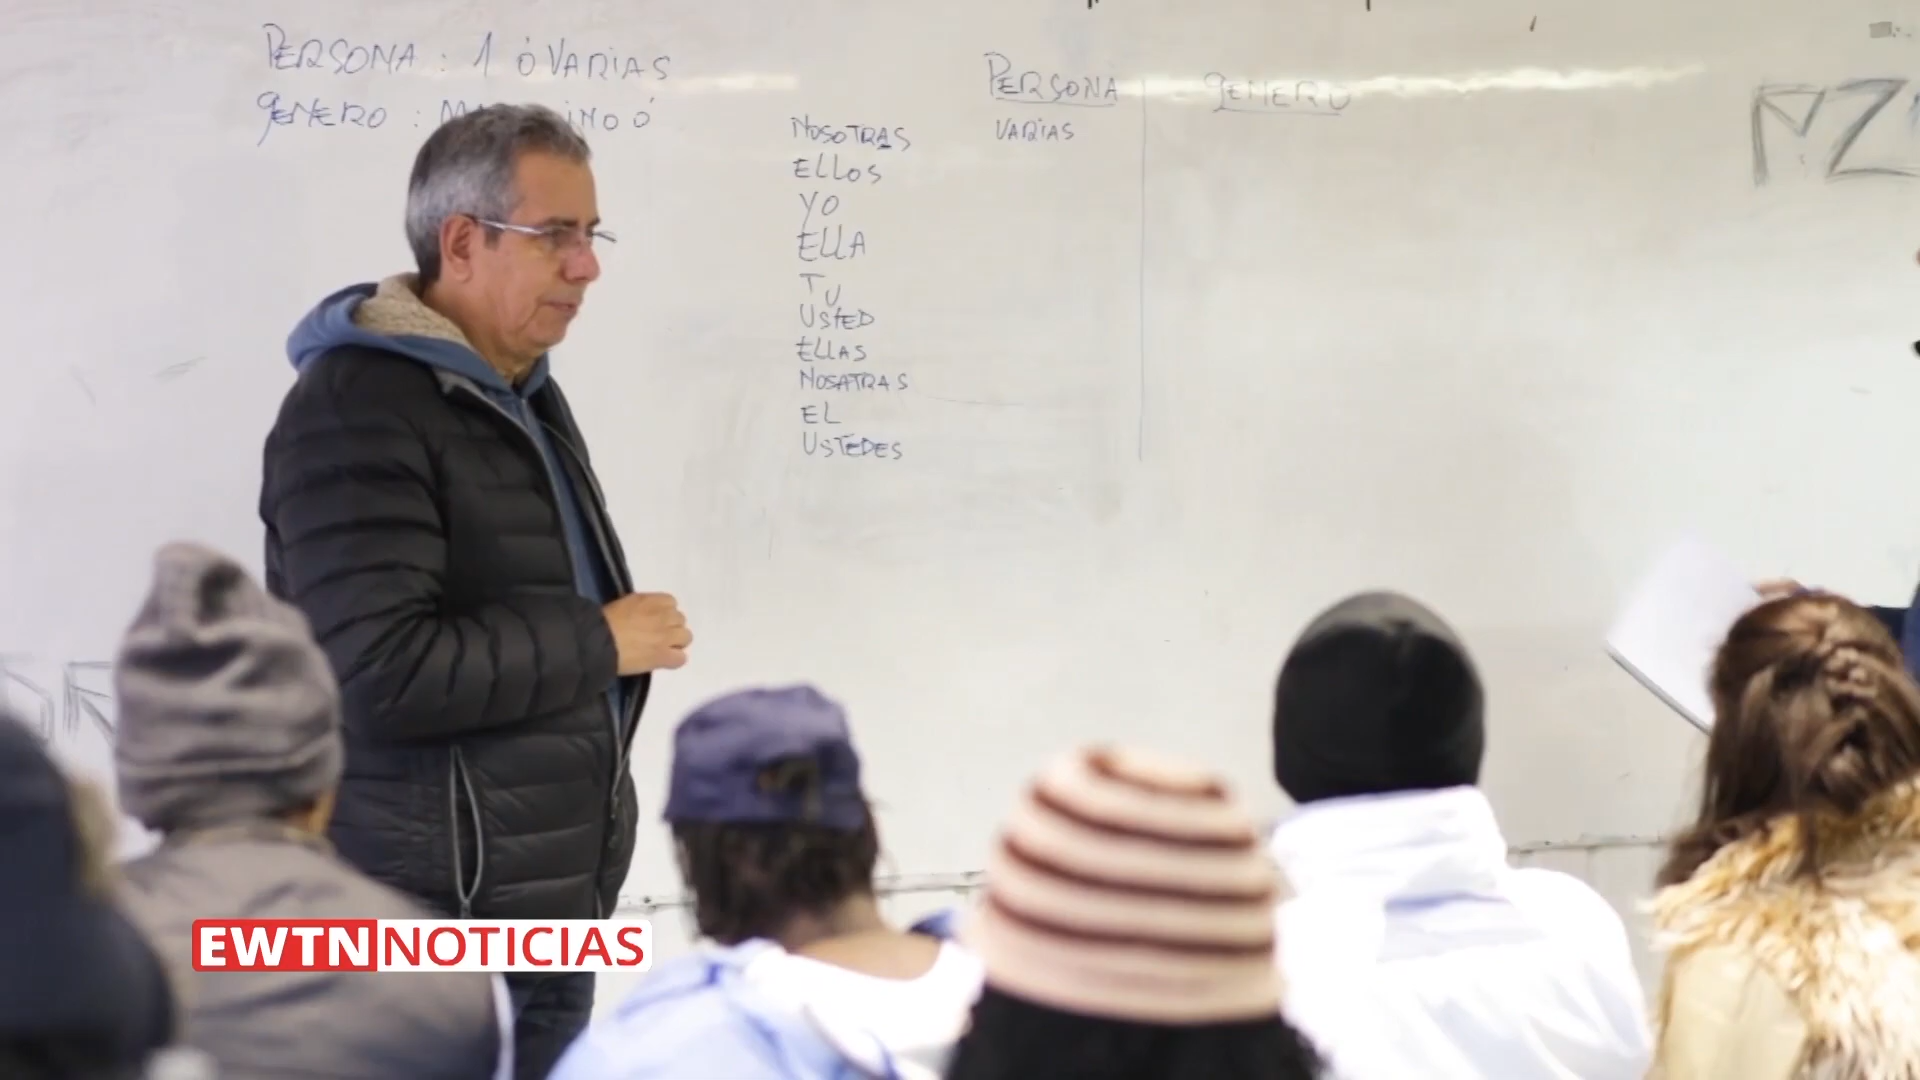 PERSONA : 1 ó VARIAS
GENERO : ó
PERSONA GENERO
NOSOTRAS VARIAS
ELLOS
YO
ELLA
TU
USTED
ELLAS
NOSATRAS
EL
USTEDES
EWTN NOTICIAS